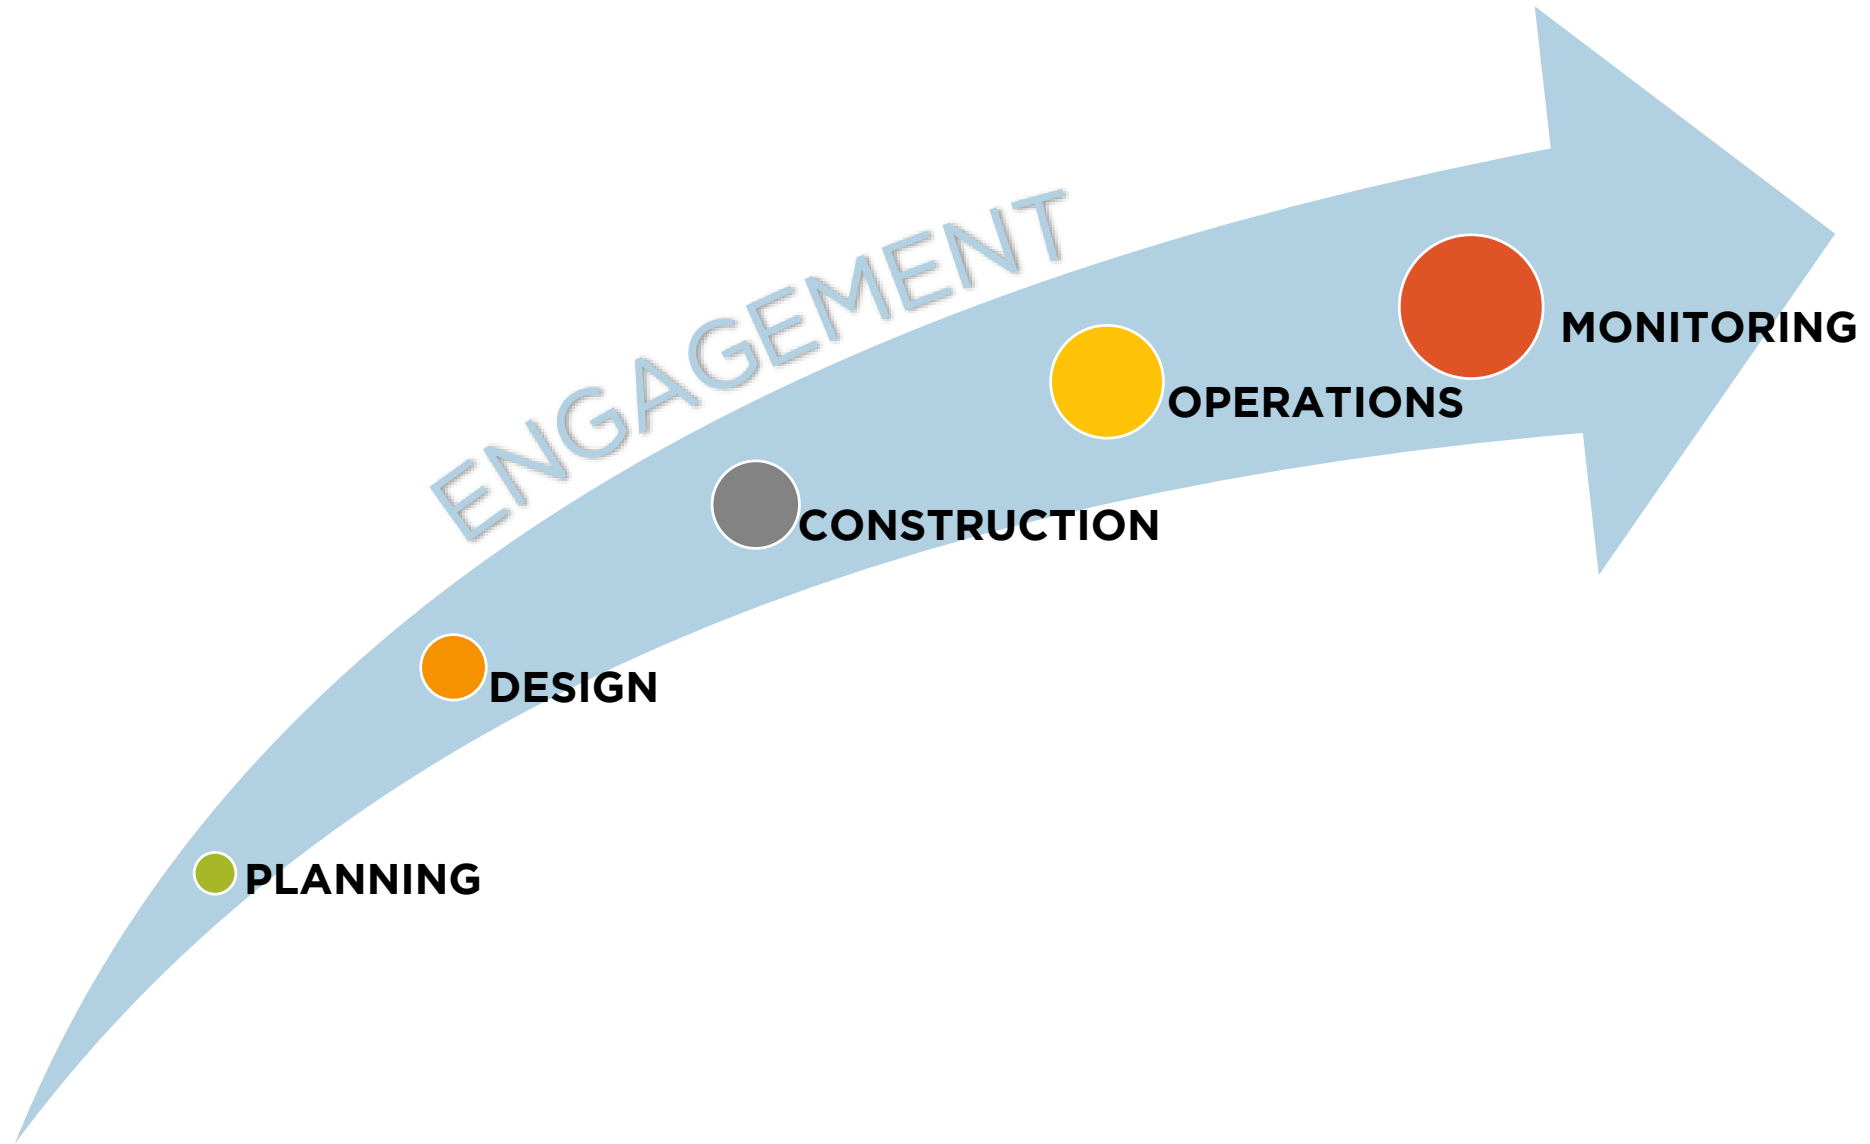 ENGAGEMENT
MONITORING
OPERATIONS
CONSTRUCTION
DESIGN
PLANNING